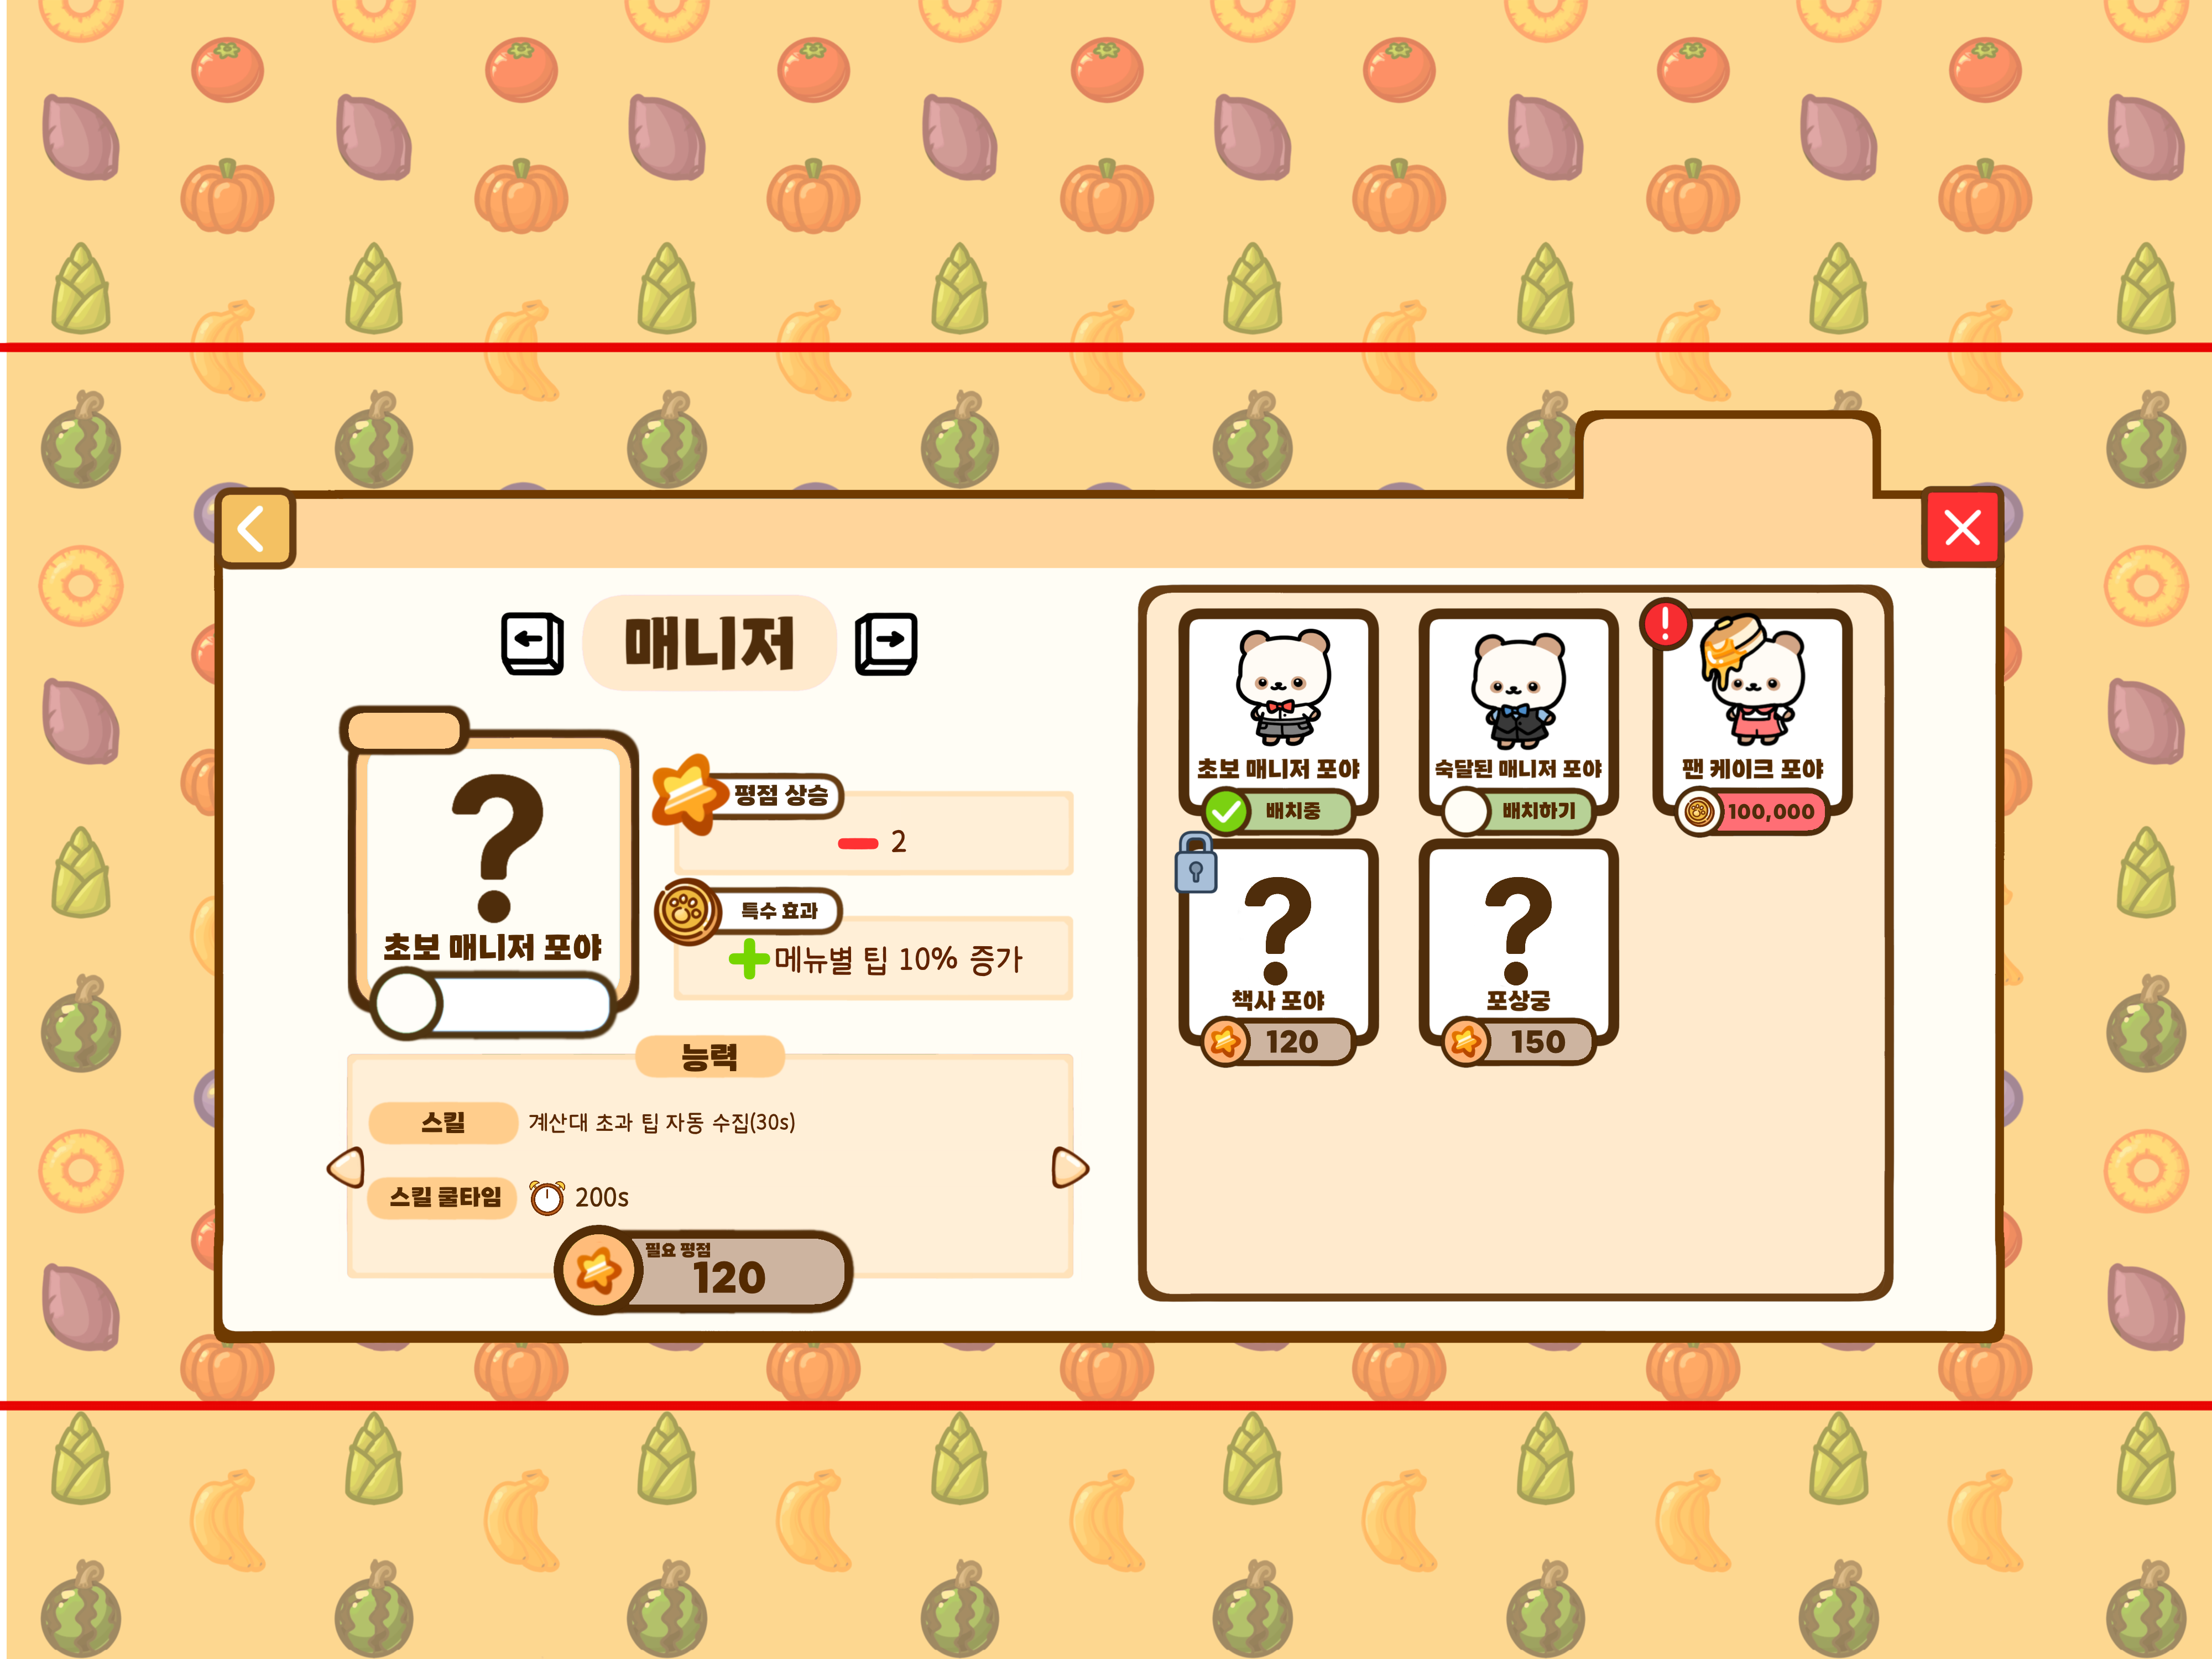 매니저
?
초보 매니저 포야
평점 상승
2
특수 효과
메뉴별 팁 10% 증가
능력
스킬
계산대 초과 팁 자동 수집(30s)
스킬 쿨타임
200s
필요 평점
120
초보 매니저 포야
배치중
숙달된 매니저 포야
배치하기
!
팬 케이크 포야
100,000
?
책사 포야
120
?
포상궁
150